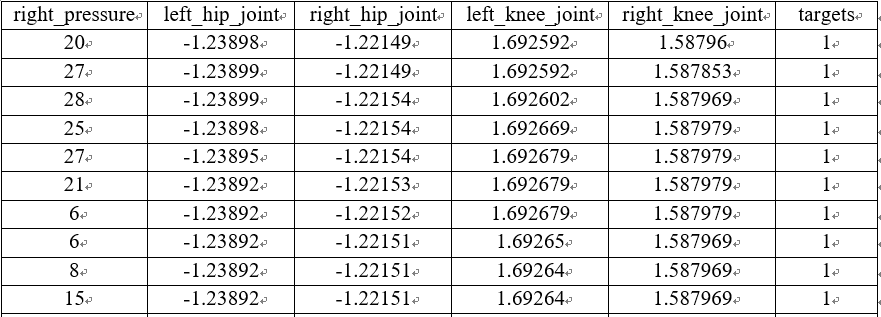 right_pressure left_hip_joint right_hip_joint left_knee_joint right_knee_joint targets
20 -1.23898 -1.22149 1.692592 1.58796 1
27 -1.23899 -1.22149 1.692592 1.587853 1
28 -1.23899 -1.22154 1.692602 1.587969 1
25 -1.23898 -1.22154 1.692669 1.587979 1
27 -1.23895 -1.22154 1.692679 1.587979 1
21 -1.23892 -1.22153 1.692679 1.587979 1
6 -1.23892 -1.22152 1.692679 1.587979 1
6 -1.23892 -1.22151 1.69265 1.587969 1
8 -1.23892 -1.22151 1.69264 1.587969 1
15 -1.23892 -1.22151 1.69264 1.587969 1